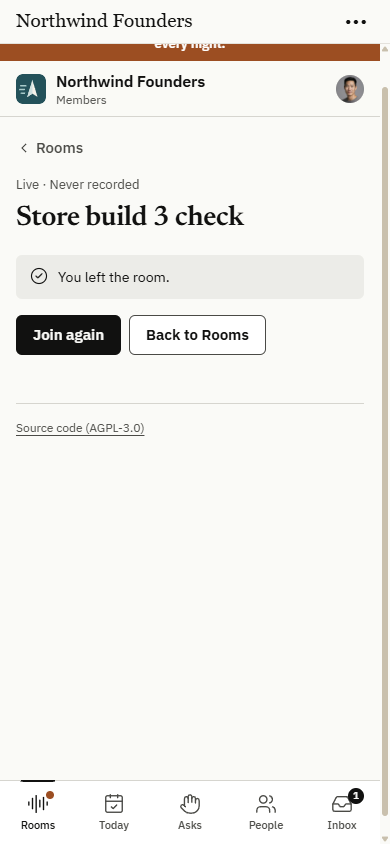 Northwind Founders
every night.
Northwind Founders
Members
Rooms
Live · Never recorded
Store build 3 check
You left the room.
Join again
Back to Rooms
Source code (AGPL-3.0)
Rooms
Today
Asks
People
Inbox
1